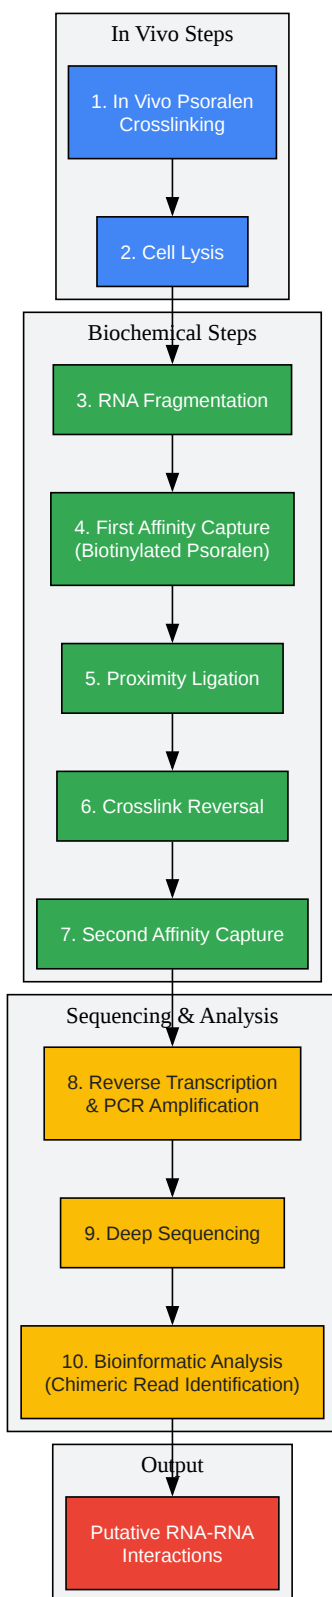 In Vivo Steps
1. In Vivo Psoralen
Crosslinking
2. Cell Lysis
Biochemical Steps
3. RNA Fragmentation
4. First Affinity Capture
(Biotinylated Psoralen)
5. Proximity Ligation
6. Crosslink Reversal
7. Second Affinity Capture
Sequencing & Analysis
8. Reverse Transcription
& PCR Amplification
9. Deep Sequencing
10. Bioinformatic Analysis
(Chimeric Read Identification)
Output
Putative RNA-RNA
Interactions